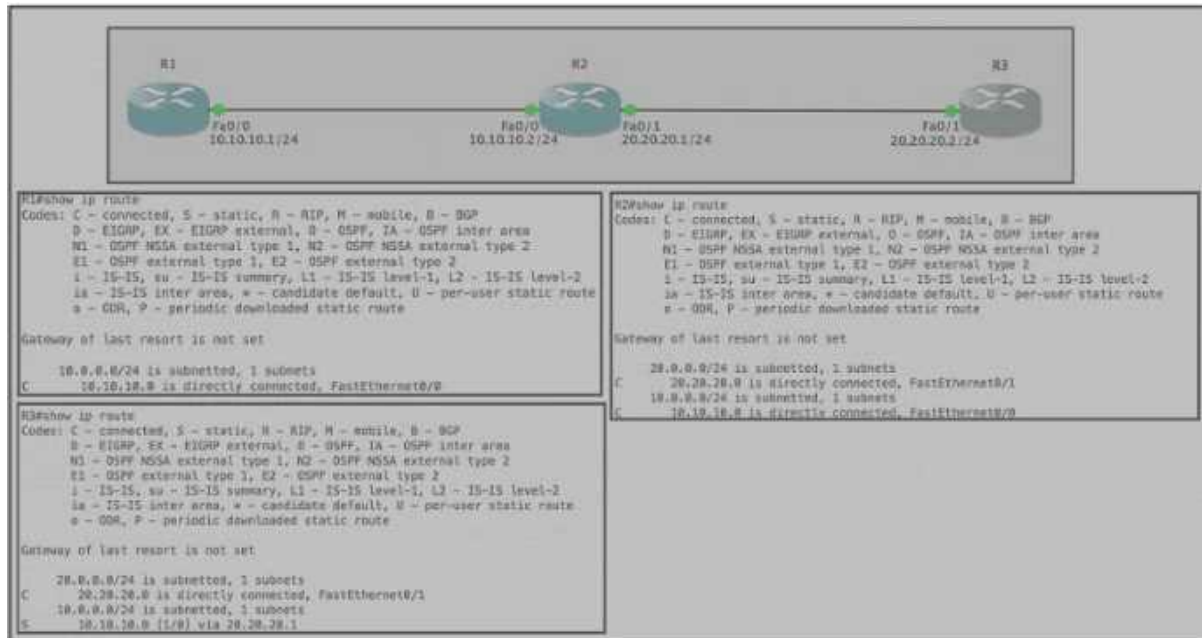 R1
R2
R3
Fa0/0
10.10.10.1/24
Fa0/0
10.10.10.2/24
Fa0/1
20.20.20.1/24
Fa0/1
20.20.20.2/24
R1#show ip route
Codes: C - connected, S - static, R - RIP, M - mobile, B - BGP
D - EIGRP, EX - EIGRP external, O - OSPF, IA - OSPF inter area
N1 - OSPF NSSA external type 1, N2 - OSPF NSSA external type 2
E1 - OSPF external type 1, E2 - OSPF external type 2
i - IS-IS, su - IS-IS summary, L1 - IS-IS level-1, L2 - IS-IS level-2
ia - IS-IS inter area, * - candidate default, U - per-user static route
o - ODR, P - periodic downloaded static route
Gateway of last resort is not set
10.0.0.0/24 is subnetted, 1 subnets
C 10.10.10.0 is directly connected, FastEthernet0/0
R2#show ip route
Codes: C - connected, S - static, R - RIP, M - mobile, B - BGP
D - EIGRP, EX - EIGRP external, O - OSPF, IA - OSPF inter area
N1 - OSPF NSSA external type 1, N2 - OSPF NSSA external type 2
E1 - OSPF external type 1, E2 - OSPF external type 2
i - IS-IS, su - IS-IS summary, L1 - IS-IS level-1, L2 - IS-IS level-2
ia - IS-IS inter area, * - candidate default, U - per-user static route
o - ODR, P - periodic downloaded static route
Gateway of last resort is not set
20.0.0.0/24 is subnetted, 1 subnets
C 20.20.20.0 is directly connected, FastEthernet0/1
10.0.0.0/24 is subnetted, 1 subnets
C 10.10.10.0 is directly connected, FastEthernet0/0
R3#show ip route
Codes: C - connected, S - static, R - RIP, M - mobile, B - BGP
D - EIGRP, EX - EIGRP external, O - OSPF, IA - OSPF inter area
N1 - OSPF NSSA external type 1, N2 - OSPF NSSA external type 2
E1 - OSPF external type 1, E2 - OSPF external type 2
i - IS-IS, su - IS-IS summary, L1 - IS-IS level-1, L2 - IS-IS level-2
ia - IS-IS inter area, * - candidate default, U - per-user static route
o - ODR, P - periodic downloaded static route
Gateway of last resort is not set
20.0.0.0/24 is subnetted, 1 subnets
C 20.20.20.0 is directly connected, FastEthernet0/1
10.0.0.0/24 is subnetted, 1 subnets
S 10.10.10.0 [1/0] via 20.20.20.1